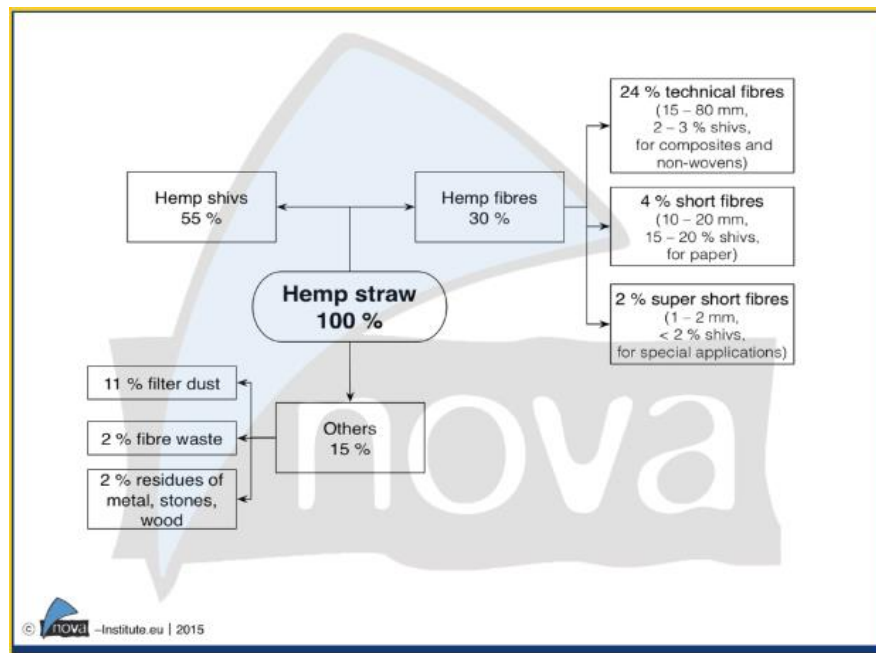 24 % technical fibres
(15 – 80 mm,
2 – 3 % shivs,
for composites and
non-wovens)
Hemp shivs
55 %
Hemp fibres
30 %
4 % short fibres
(10 – 20 mm,
15 – 20 % shivs,
for paper)
Hemp straw
100 %
2 % super short fibres
(1 – 2 mm,
< 2 % shivs,
for special applications)
11 % filter dust
2 % fibre waste
2 % residues of
metal, stones,
wood
Others
15 %
nova
© nova –Institute.eu | 2015